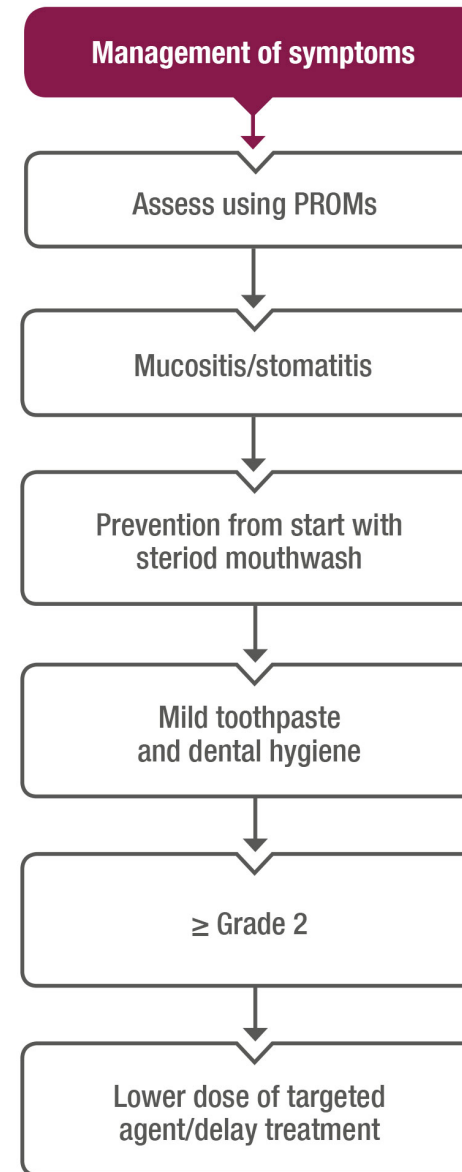 Management of symptoms
Assess using PROMs
Mucositis/stomatitis
Prevention from start with
steriod mouthwash
Mild toothpaste
and dental hygiene
≥ Grade 2
Lower dose of targeted
agent/delay treatment